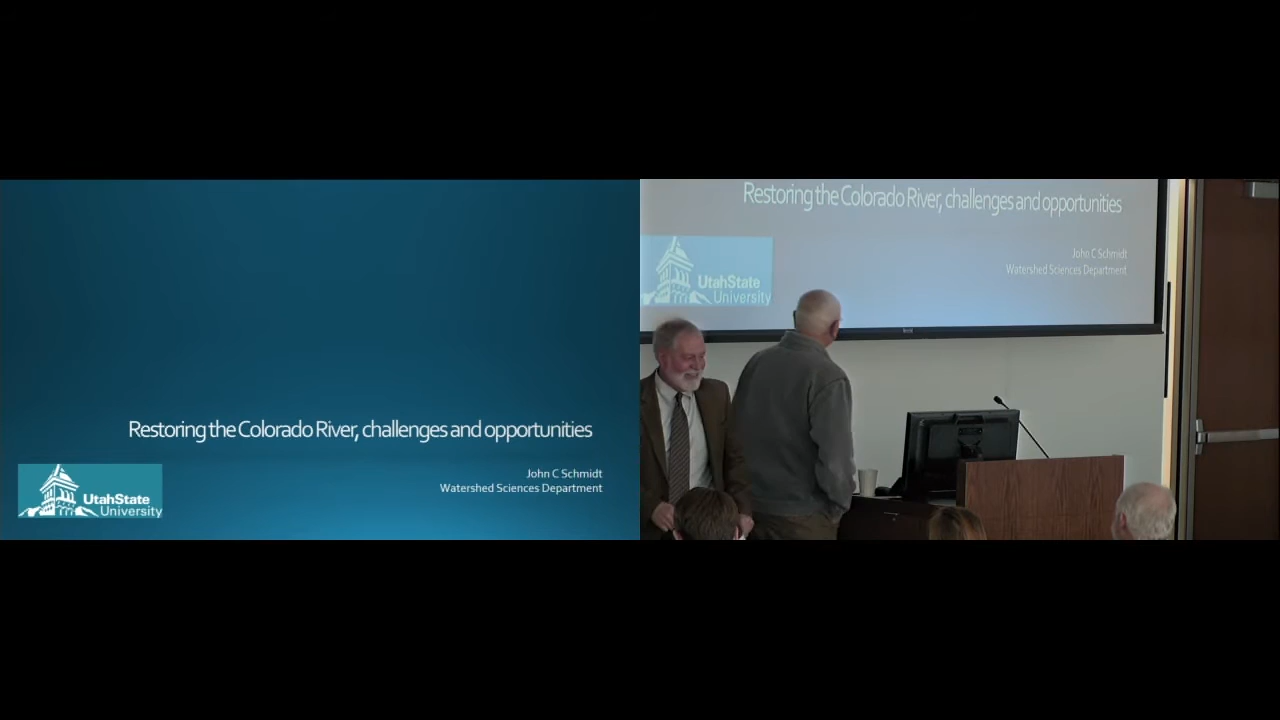 Restoring the Colorado River, challenges and opportunities
John C Schmidt
Watershed Sciences Department
UtahState
University
Restoring the Colorado River, challenges and opportunities
John C Schmidt
Watershed Sciences Department
UtahState
University